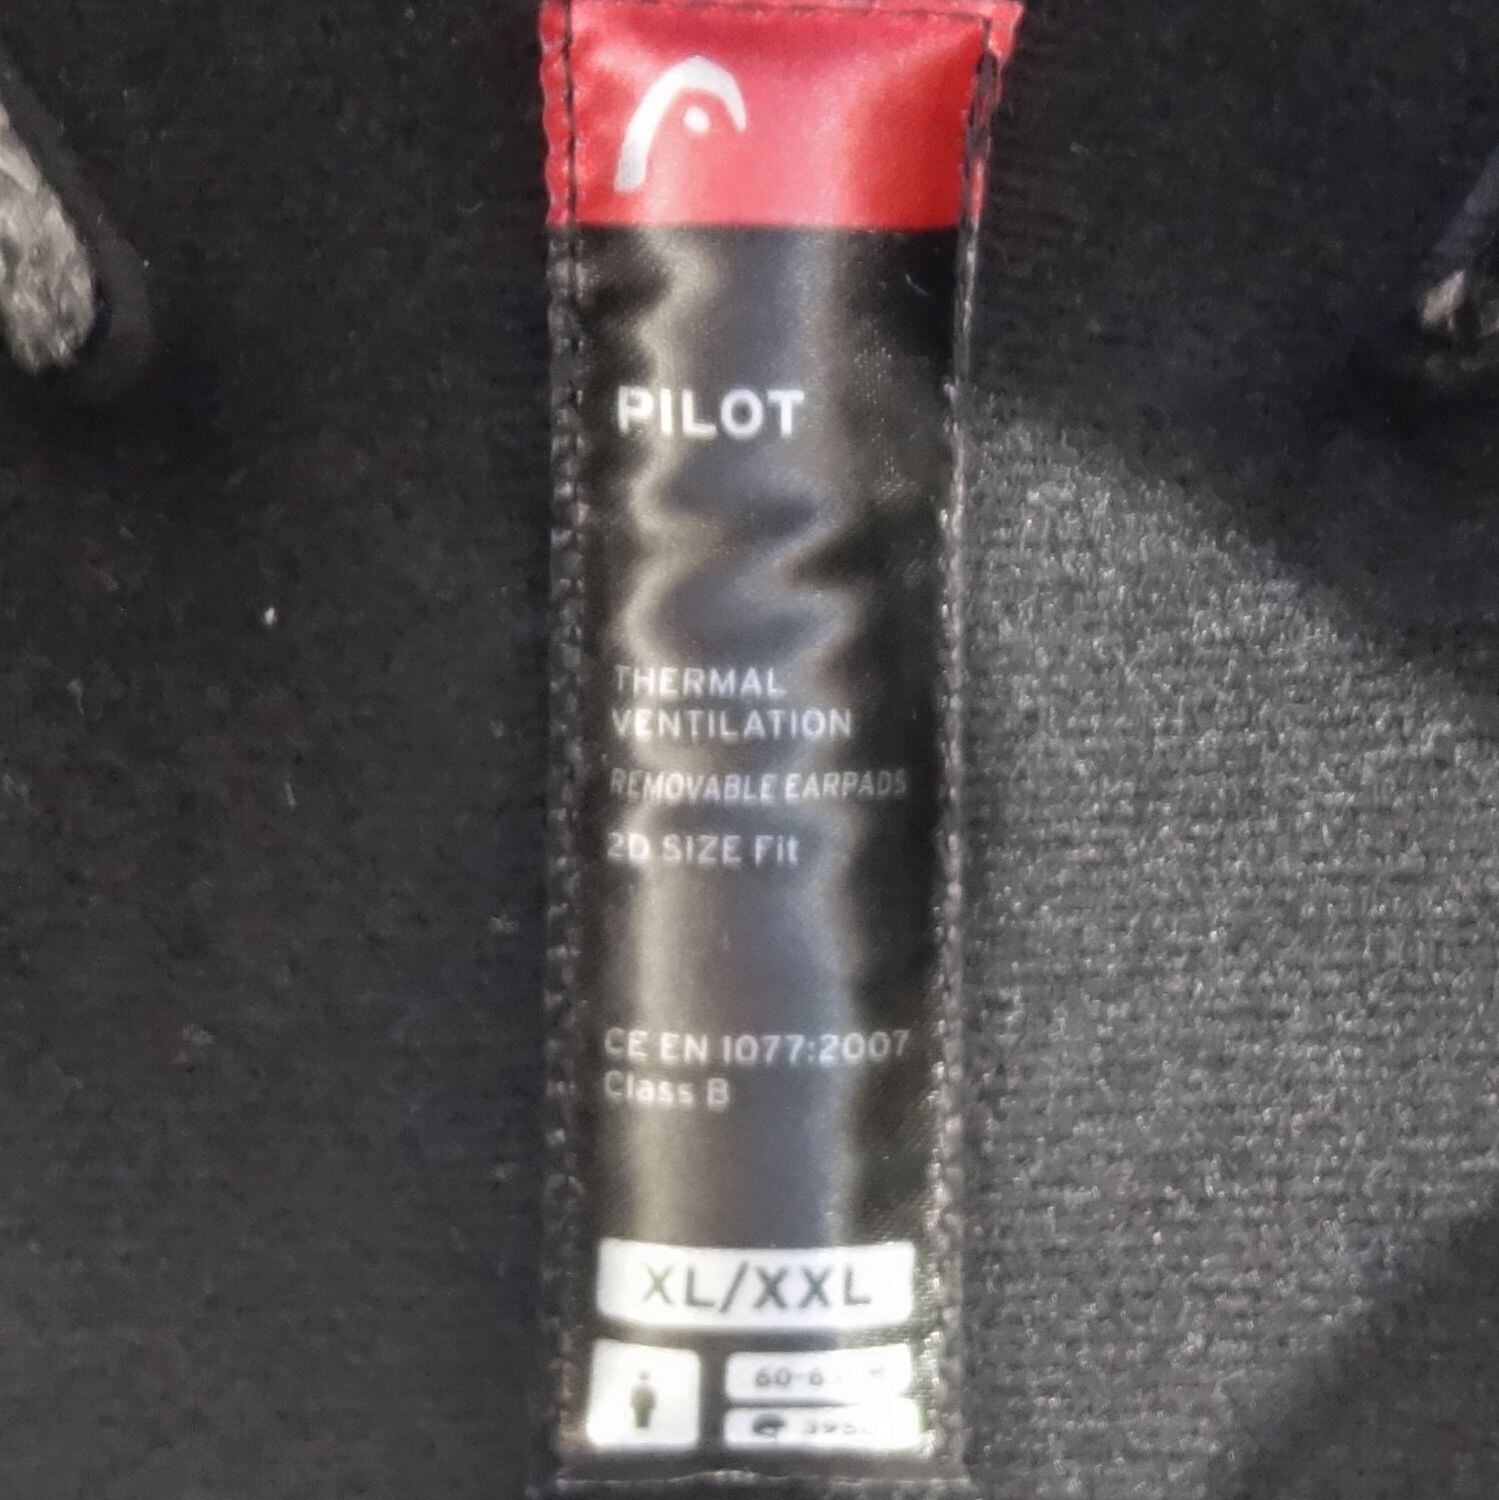 PILOT
THERMAL
VENTILATION
REMOVABLE EARPADS
2D SIZE Fit
CE EN 1077:2007
Class B
XL/XXL